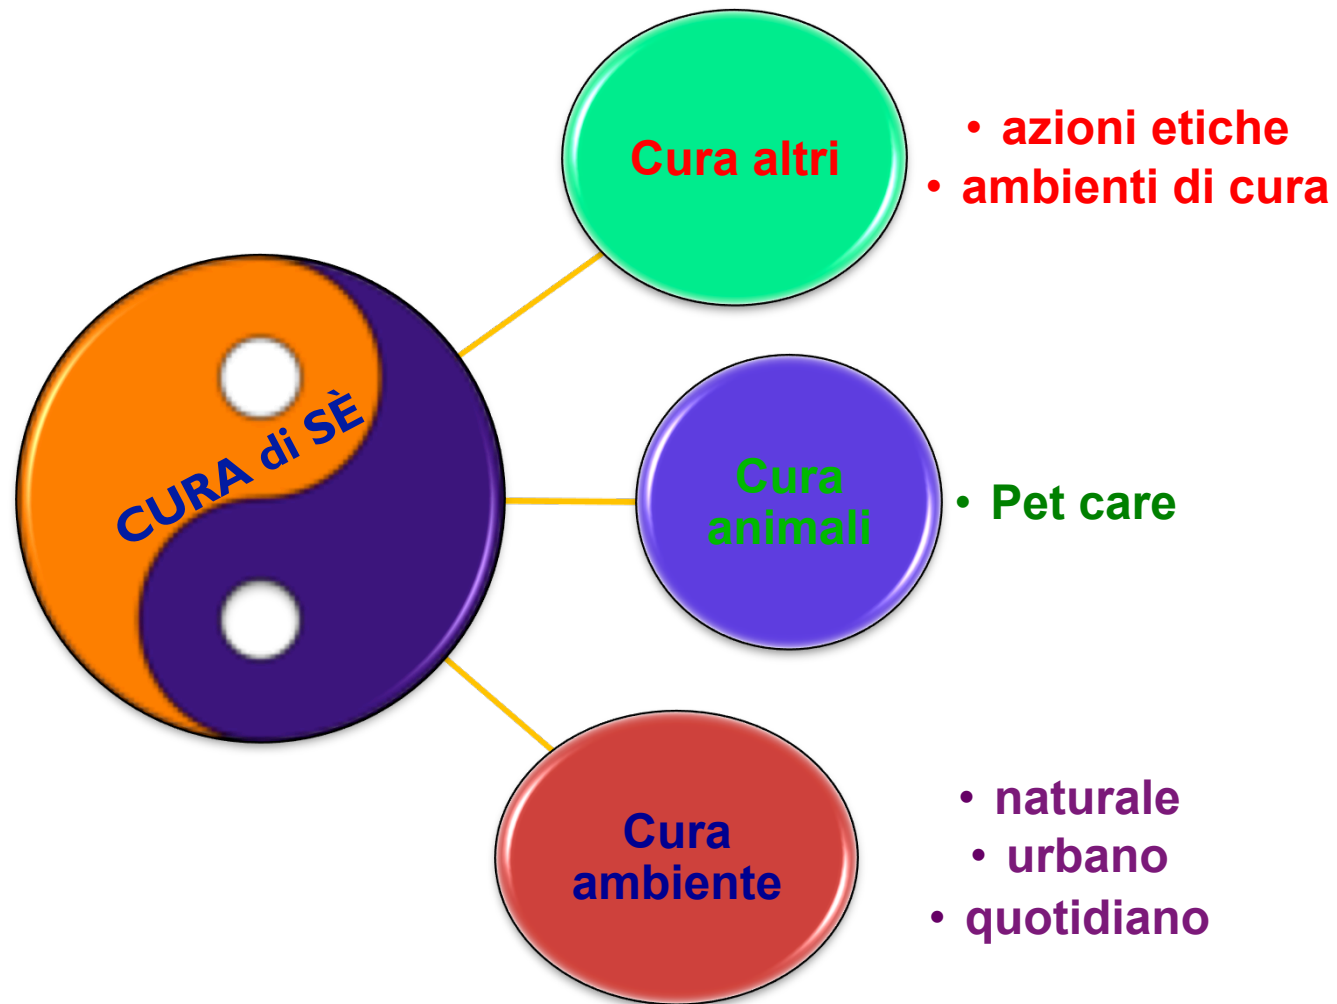 Cura altri
• azioni etiche
• ambienti di cura
CURA di SÈ
Cura
animali
• Pet care
Cura
ambiente
• naturale
• urbano
• quotidiano